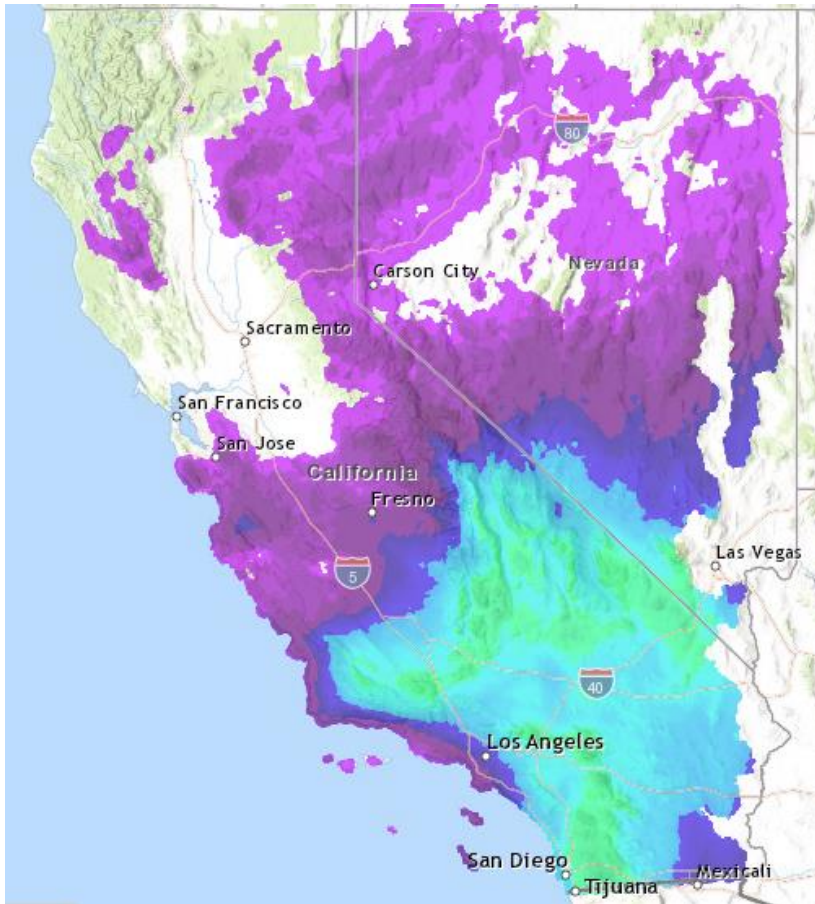 80
Carson City
Nevada
Sacramento
San Francisco
San Jose
California
Fresno
Las Vegas
5
40
Los Angeles
San Diego
Mexicali
Tijuana